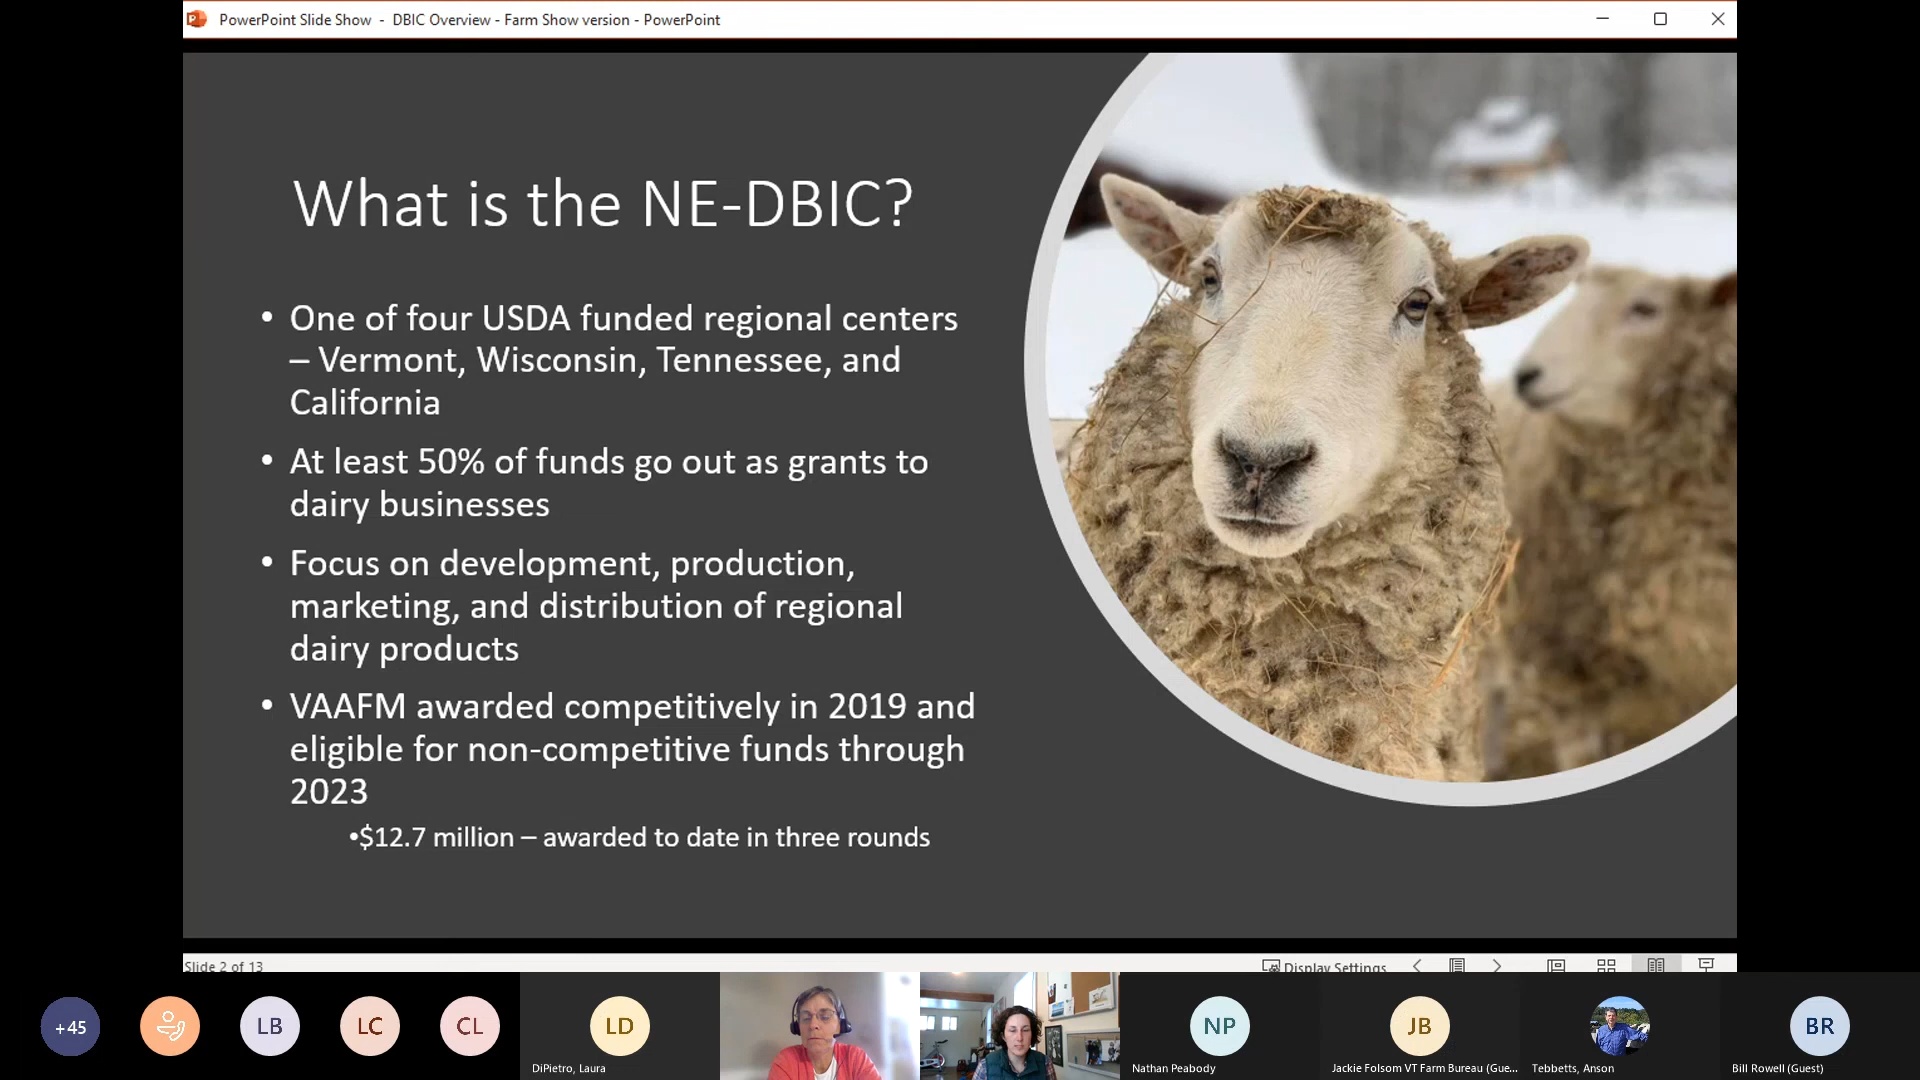 PowerPoint Slide Show - DBIC Overview - Farm Show version - PowerPoint
What is the NE-DBIC?
• One of four USDA funded regional centers
– Vermont, Wisconsin, Tennessee, and
California
• At least 50% of funds go out as grants to
dairy businesses
• Focus on development, production,
marketing, and distribution of regional
dairy products
• VAAFM awarded competitively in 2019 and
eligible for non-competitive funds through
2023
•$12.7 million – awarded to date in three rounds
Slide 2 of 13
Display Settings
+45
LB
LC
CL
LD
NP
JB
BR
DiPietro, Laura
Nathan Peabody
Jackie Folsom VT Farm Bureau (Gue...
Tebbetts, Anson
Bill Rowell (Guest)